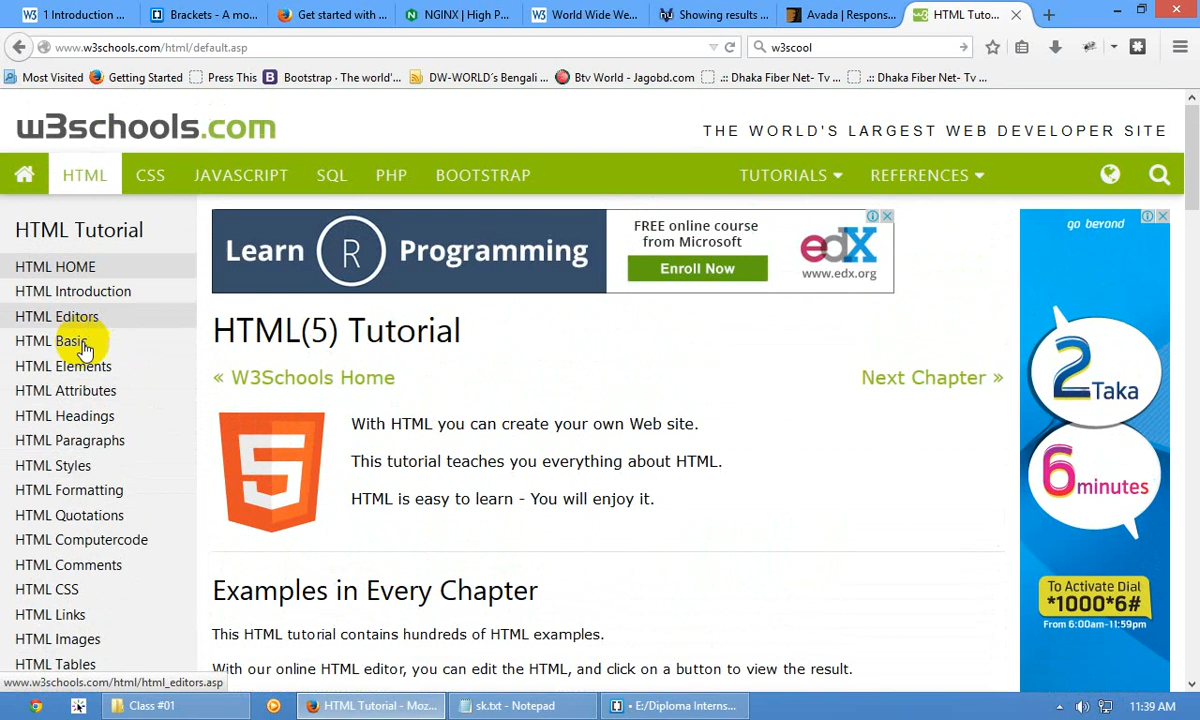 1 Introduction ...
Brackets - A mo...
Get started with ...
NGINX | High P...
World Wide We...
Showing results ...
Avada | Respons...
HTML Tuto...
www.w3schools.com/html/default.asp
w3scool
Most Visited
Getting Started
Press This
Bootstrap · The world'...
DW-WORLD´s Bengali ...
Btv World - Jagobd.com
.:: Dhaka Fiber Net- Tv ...
.:: Dhaka Fiber Net- Tv ...
w3schools.com
THE WORLD'S LARGEST WEB DEVELOPER SITE
HTML
CSS
JAVASCRIPT
SQL
PHP
BOOTSTRAP
TUTORIALS
REFERENCES
HTML Tutorial
HTML HOME
HTML Introduction
HTML Editors
HTML Basic
HTML Elements
HTML Attributes
HTML Headings
HTML Paragraphs
HTML Styles
HTML Formatting
HTML Quotations
HTML Computercode
HTML Comments
HTML CSS
HTML Links
HTML Images
HTML Tables
www.w3schools.com/html/html_editors.asp
Learn R Programming
FREE online course
from Microsoft
Enroll Now
edX
www.edx.org
HTML(5) Tutorial
« W3Schools Home
Next Chapter »
5
With HTML you can create your own Web site.
This tutorial teaches you everything about HTML.
HTML is easy to learn - You will enjoy it.
Examples in Every Chapter
This HTML tutorial contains hundreds of HTML examples.
With our online HTML editor, you can edit the HTML, and click on a button to view the result.
go beyond
2
Taka
6
minutes
To Activate Dial
*1000*6#
From 6:00am-11:59pm
Class #01
HTML Tutorial - Moz...
sk.txt - Notepad
• E:/Diploma Interns...
11:39 AM